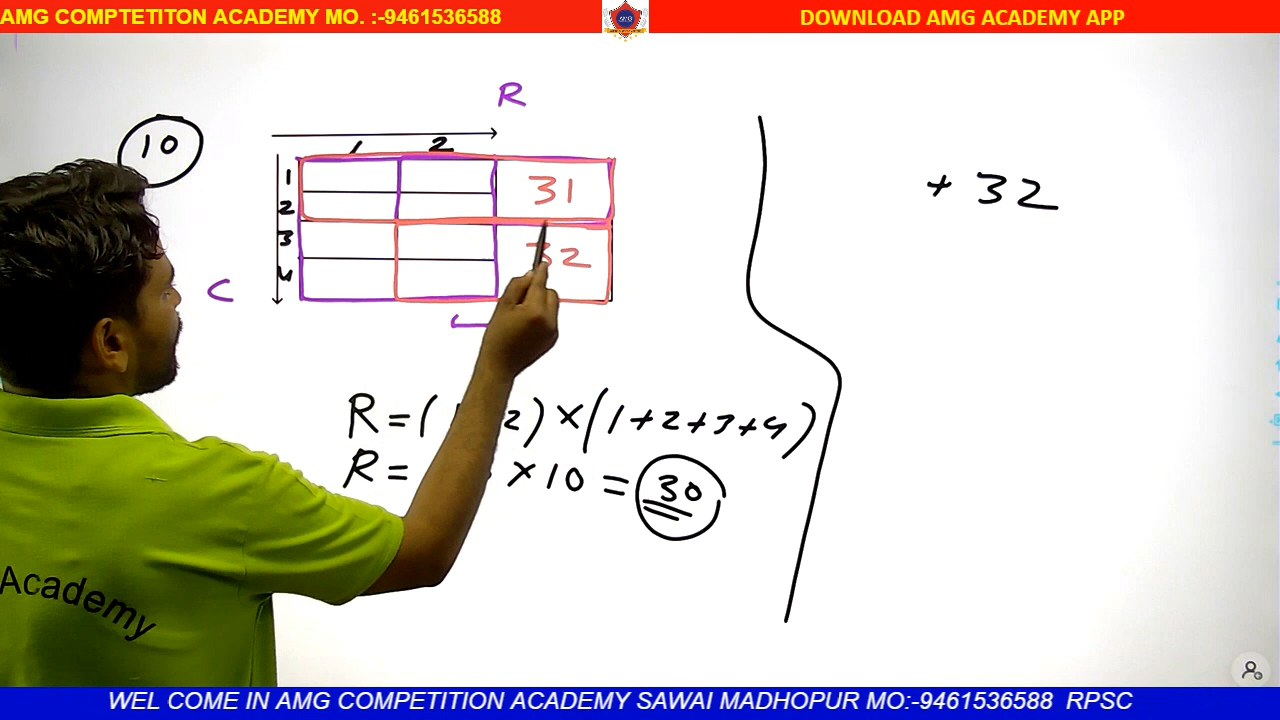 AMG COMPTETITON ACADEMY MO. :-9461536588
AMG
DOWNLOAD AMG ACADEMY APP
R
10
1 2
1
2
3
4
31
32
C
+ 32
R = ( 2) × (1+2+3+4)
R = × 10 = 30
Academy
WEL COME IN AMG COMPETITION ACADEMY SAWAI MADHOPUR MO:-9461536588 RPSC